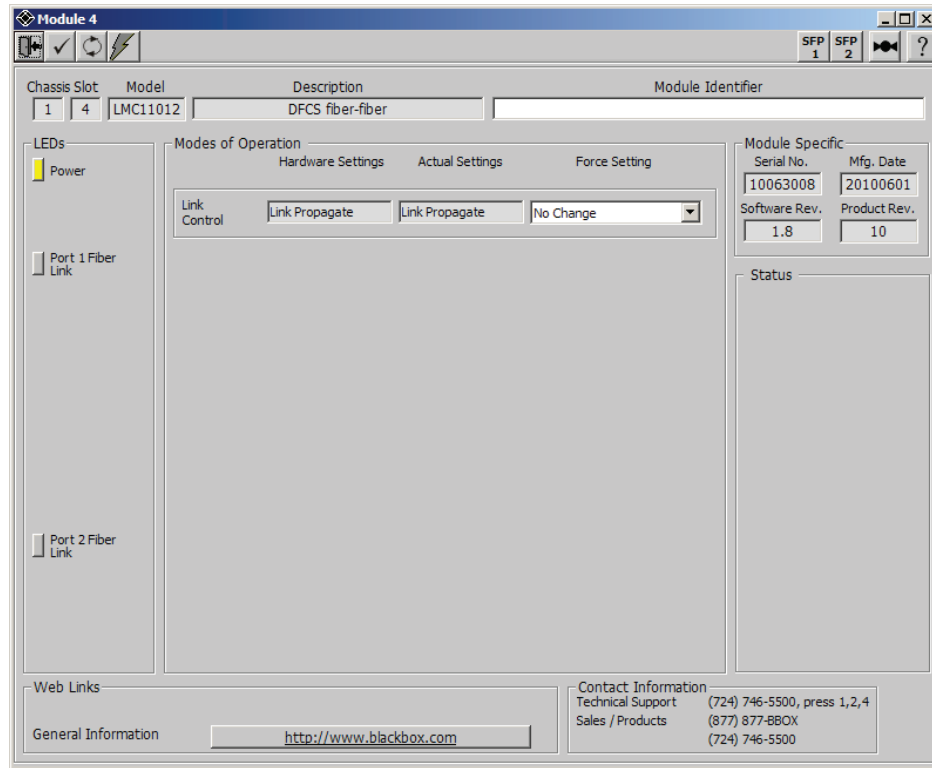 Module 4
SFP 1 SFP 2 ?
Chassis Slot Model Description Module Identifier
1 4 LMC11012 DFCS fiber-fiber
LEDs
Power
Port 1 Fiber
Link
Port 2 Fiber
Link
Modes of Operation
Hardware Settings Actual Settings Force Setting
Link
Control
Link Propagate Link Propagate No Change
Module Specific
Serial No. Mfg. Date
10063008 20100601
Software Rev. Product Rev.
1.8 10
Status
Web Links
General Information http://www.blackbox.com
Contact Information
Technical Support (724) 746-5500, press 1,2,4
Sales / Products (877) 877-BBOX
(724) 746-5500